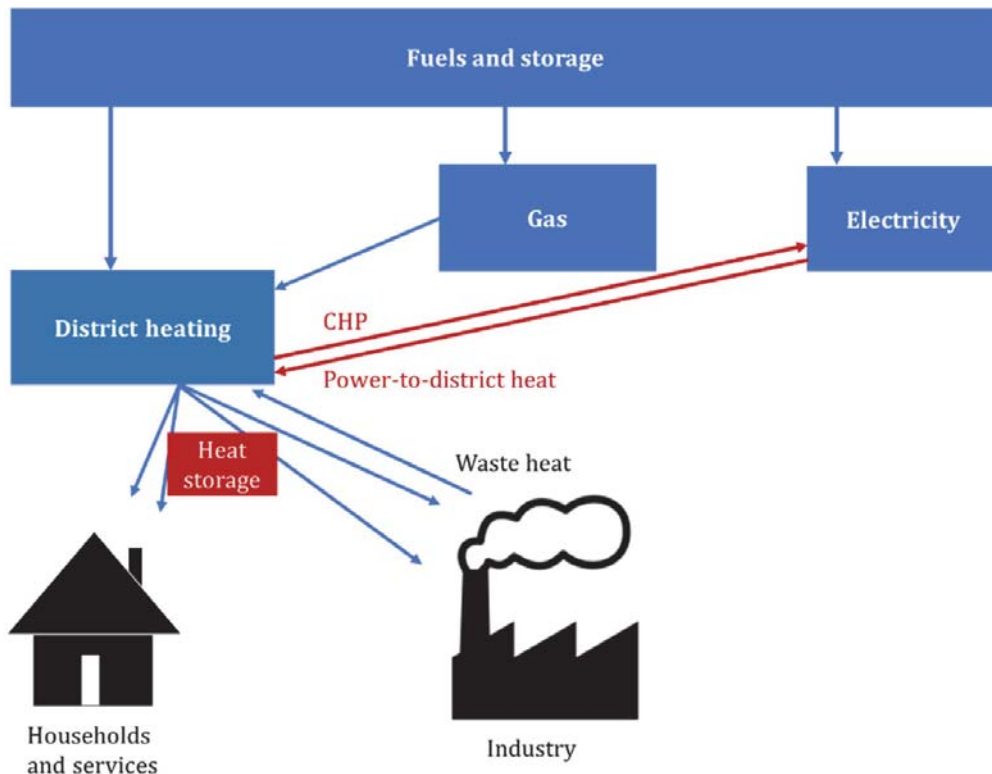 Fuels and storage
Gas
Electricity
District heating
CHP
Power-to-district heat
Heat
storage
Waste heat
Households
and services
Industry